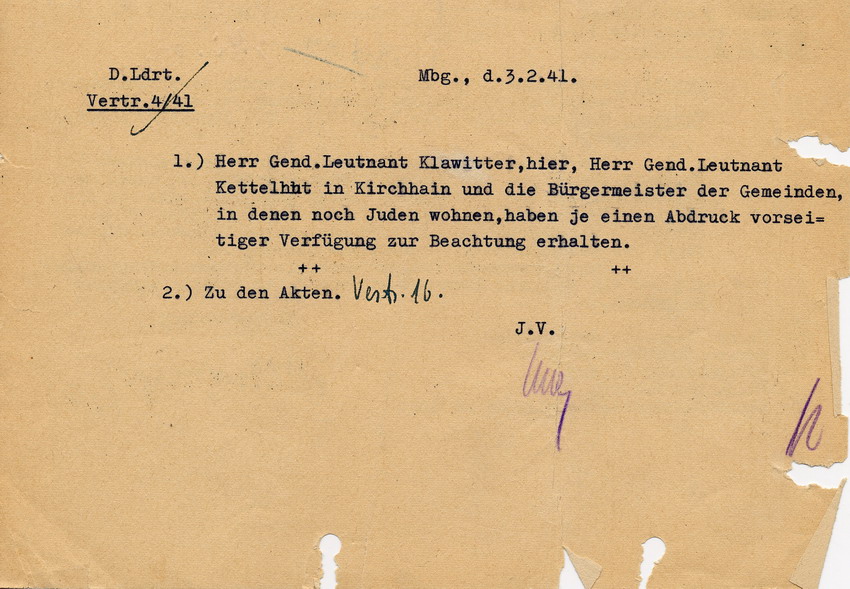 D.Ldrt.
Vertr.4/41
Mbg., d.3.2.41.
1.) Herr Gend.Leutnant Klawitter,hier, Herr Gend.Leutnant
Kettelhht in Kirchhain und die Bürgermeister der Gemeinden,
in denen noch Juden wohnen,haben je einen Abdruck vorsei=
tiger Verfügung zur Beachtung erhalten.
++ ++
2.) Zu den Akten. Vertr. 16.
J.V.